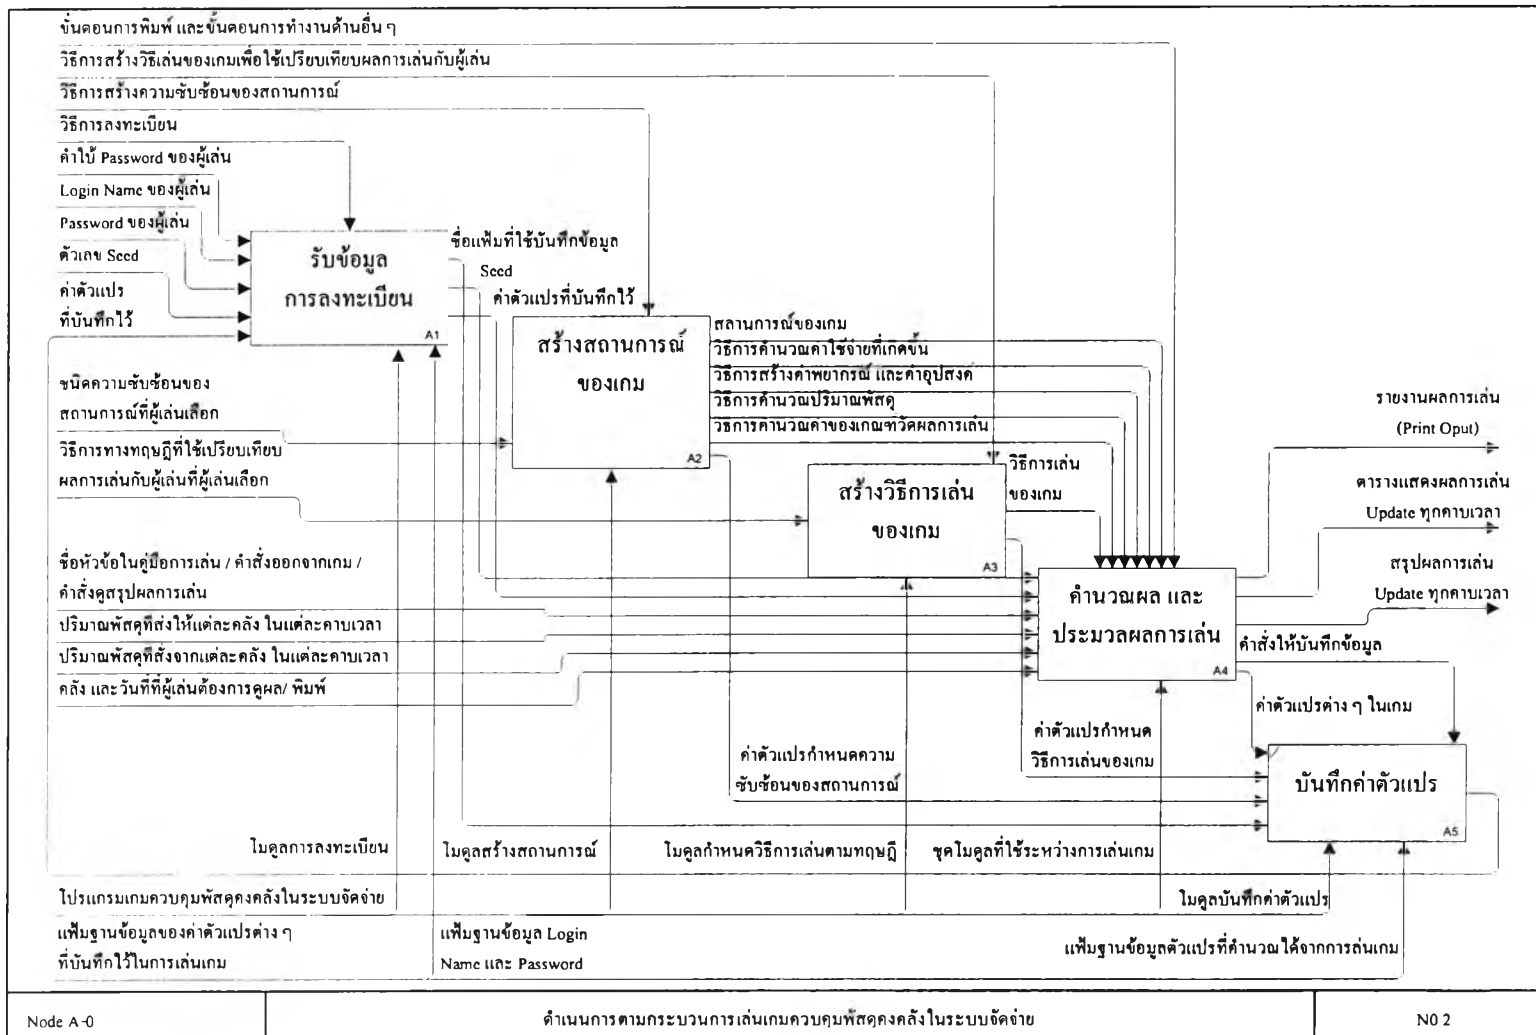 ขั้นตอนการพิมพ์ และขั้นตอนการทำงานด้านอื่น ๆ
วิธีการสร้างวิธีเล่นของเกมเพื่อใช้เปรียบเทียบผลการเล่นกับผู้เล่น
วิธีการสร้างความซับซ้อนของสถานการณ์
วิธีการลงทะเบียน
คำใบ้ Password ของผู้เล่น
Login Name ของผู้เล่น
Password ของผู้เล่น
ตัวเลข Seed
ค่าตัวแปร
ที่บันทึกไว้
รับข้อมูล
การลงทะเบียน
A1
ชื่อแฟ้มที่ใช้บันทึกข้อมูล
Seed
ค่าตัวแปรที่บันทึกไว้
สร้างสถานการณ์
ของเกม
A2
สถานการณ์ของเกม
วิธีการคำนวณค่าใช้จ่ายที่เกิดขึ้น
วิธีการสร้างค่าพยากรณ์ และค่าอุปสงค์
วิธีการคำนวณปริมาณพัสดุ
วิธีการคำนวณค่าของเกณฑ์วัดผลการเล่น
ชนิดความซับซ้อนของ
สถานการณ์ที่ผู้เล่นเลือก
วิธีการทางทฤษฎีที่ใช้เปรียบเทียบ
ผลการเล่นกับผู้เล่นที่ผู้เล่นเลือก
สร้างวิธีการเล่น
ของเกม
A3
วิธีการเล่น
ของเกม
รายงานผลการเล่น
(Print Oput)
ตารางแสดงผลการเล่น
Update ทุกคาบเวลา
สรุปผลการเล่น
Update ทุกคาบเวลา
ชื่อหัวข้อในคู่มือการเล่น / คำสั่งออกจากเกม /
คำสั่งดูสรุปผลการเล่น
ปริมาณพัสดุที่ส่งให้แต่ละคลัง ในแต่ละคาบเวลา
ปริมาณพัสดุที่สั่งจากแต่ละคลัง ในแต่ละคาบเวลา
คลัง และวันที่ที่ผู้เล่นต้องการดูผล/ พิมพ์
คำนวณผล และ
ประมวลผลการเล่น
A4
คำสั่งให้บันทึกข้อมูล
ค่าตัวแปรต่าง ๆ ในเกม
ค่าตัวแปรกำหนด
วิธีการเล่นของเกม
ค่าตัวแปรกำหนดความ
ซับซ้อนของสถานการณ์
บันทึกค่าตัวแปร
A5
โมดูลการลงทะเบียน
โมดูลสร้างสถานการณ์
โมดูลกำหนดวิธีการเล่นตามทฤษฎี
ชุดโมดูลที่ใช้ระหว่างการเล่นเกม
โปรแกรมเกมควบคุมพัสดุคงคลังในระบบจัดจ่าย
โมดูลบันทึกค่าตัวแปร
แฟ้มฐานข้อมูลของค่าตัวแปรต่าง ๆ
ที่บันทึกไว้ในการเล่นเกม
แฟ้มฐานข้อมูล Login
Name และ Password
แฟ้มฐานข้อมูลตัวแปรที่คำนวณได้จากการล่นเกม
Node A-0
ดำเนินการตามกระบวนการเล่นเกมควบคุมพัสดุคงคลังในระบบจัดจ่าย
N0 2